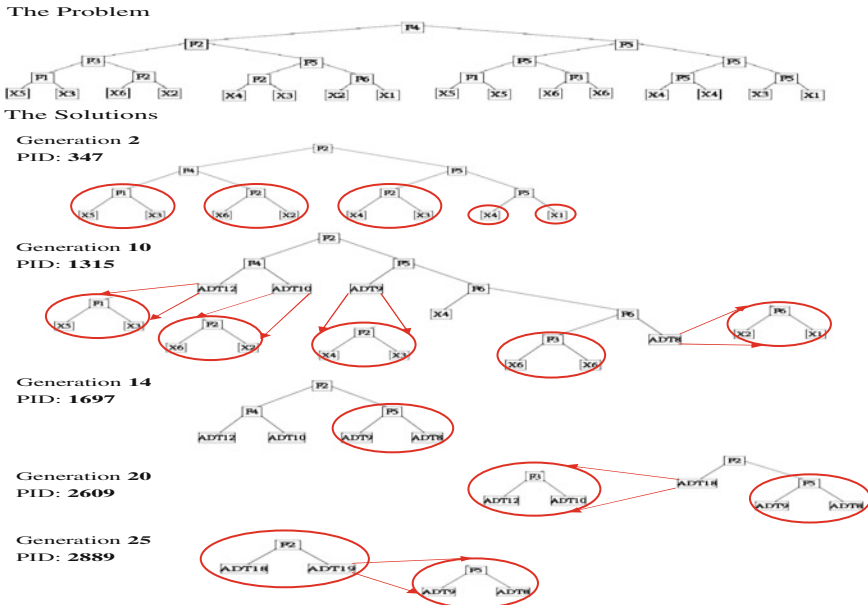 The Problem
[F4]
[F2] [F5]
[F3] [F5] [F5] [F5]
[F1] [F2] [F2] [F6] [F1] [F3] [F5] [F5]
[X5] [X3] [X6] [X2] [X4] [X3] [X2] [X1] [X5] [X5] [X6] [X6] [X4] [X4] [X3] [X1]
The Solutions
Generation 2
PID: 347
[F2]
[F4] [F5]
[F1] [F2] [F2] [F5]
[X5] [X3] [X6] [X2] [X4] [X3] [X4] [X1]
Generation 10
PID: 1315
[F2]
[F4] [F5]
ADT12 ADT10 ADT9 [F6]
[F1] [X4] [F6] [F6]
[X5] [X3] [F2] [F2] [F3] ADT8 [X2] [X1]
[X6] [X2] [X4] [X3] [X6] [X6]
Generation 14
PID: 1697
[F2]
[F4] [F5]
ADT12 ADT10 ADT9 ADT8
Generation 20
PID: 2609
[F2]
[F3] ADT18 [F5]
ADT12 ADT10 ADT9 ADT8
Generation 25
PID: 2889
[F2]
ADT18 ADT19 [F5]
ADT9 ADT8